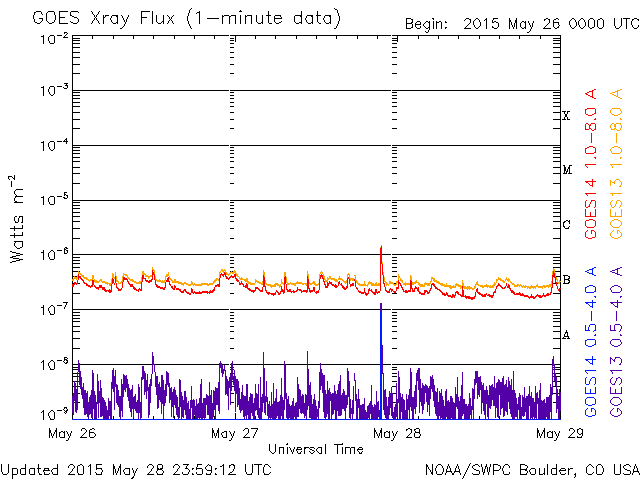 GOES Xray Flux (1-minute data)
Begin: 2015 May 26 0000 UTC
10-2
10-3
10-4
10-5
10-6
10-7
10-8
10-9
Watts m-2
X
M
C
B
A
GOES14 1.0-8.0 A
GOES13 1.0-8.0 A
GOES14 0.5-4.0 A
GOES13 0.5-4.0 A
May 26
May 27
May 28
May 29
Universal Time
Updated 2015 May 28 23:59:12 UTC
NOAA/SWPC Boulder, CO USA